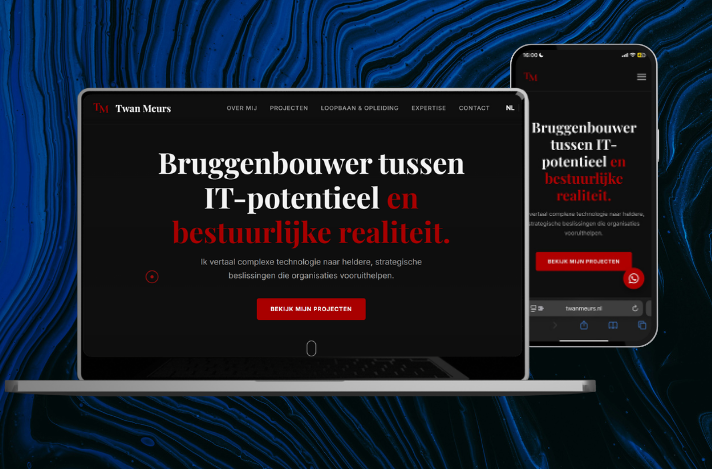 TM Twan Meurs OVER MIJ PROJECTEN LOOPBAAN & OPLEIDING EXPERTISE CONTACT NL
Bruggenbouwer tussen
IT-potentieel en
bestuurlijke realiteit.
Ik vertaal complexe technologie naar heldere, strategische
beslissingen die organisaties vooruithelpen.
BEKIJK MIJN PROJECTEN
16:00
TM
Bruggenbouwer
tussen IT-
potentieel en
bestuurlijke
realiteit.
vertaal complexe technologie naar heldere,
strategische beslissingen die organisaties
vooruithelpen.
BEKIJK MIJN PROJECTEN
twanmeurs.nl